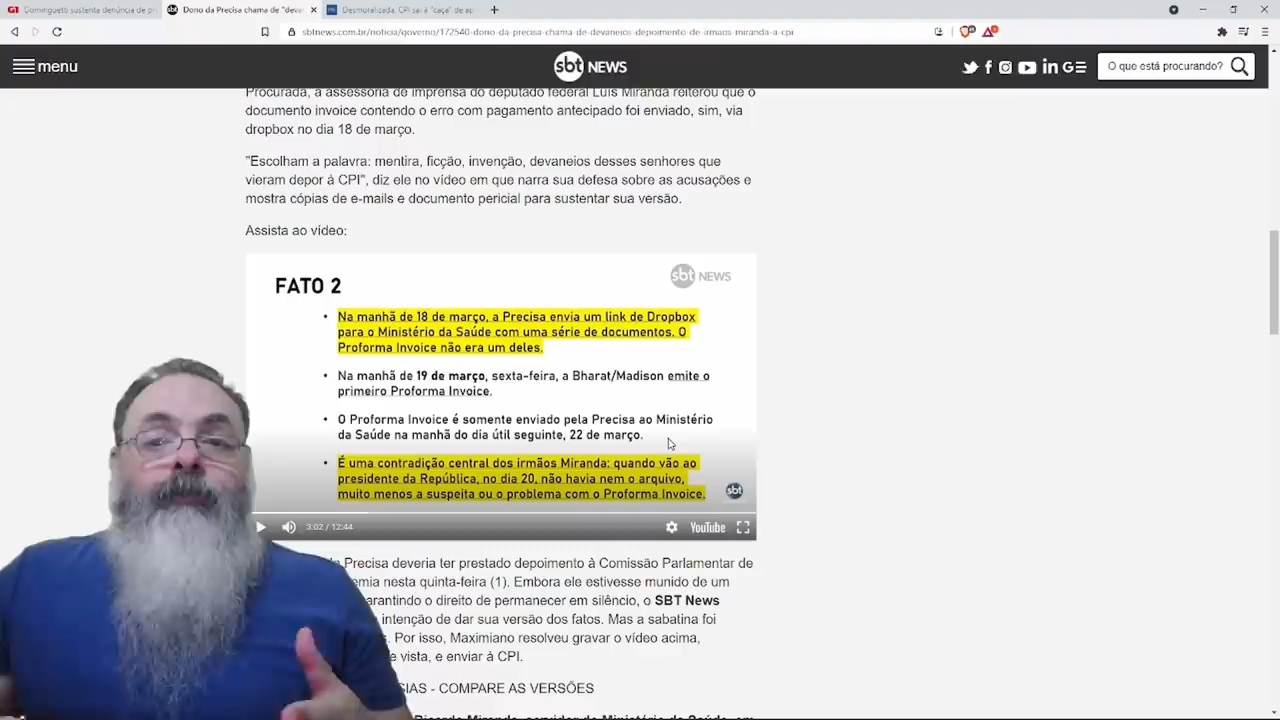 Dominguetti sustenta denúncia de pr
Dono da Precisa chama de "deva
Desmoralizada, CPI sai à "caça" de ap
sbtnews.com.br/noticia/governo/172540-dono-da-precisa-chama-de-devaneios-depoimento-de-irmaos-miranda-a-cpi
menu
sbt NEWS
O que está procurando?
Procurada, a assessoria de imprensa do deputado federal Luis Miranda reiterou que o
documento invoice contendo o erro com pagamento antecipado foi enviado, sim, via
dropbox no dia 18 de março.
"Escolham a palavra: mentira, ficção, invenção, devaneios desses senhores que
vieram depor à CPI", diz ele no vídeo em que narra sua defesa sobre as acusações e
mostra cópias de e-mails e documento pericial para sustentar sua versão.
Assista ao vídeo:
sbt NEWS
FATO 2
• Na manhã de 18 de março, a Precisa envia um link de Dropbox
para o Ministério da Saúde com uma série de documentos. O
Proforma Invoice não era um deles.
• Na manhã de 19 de março, sexta-feira, a Bharat/Madison emite o
primeiro Proforma Invoice.
• O Proforma Invoice é somente enviado pela Precisa ao Ministério
da Saúde na manhã do dia útil seguinte, 22 de março.
• É uma contradição central dos irmãos Miranda: quando vão ao
presidente da República, no dia 20, não havia nem o arquivo,
muito menos a suspeita ou o problema com o Proforma Invoice.
sbt
3:02 / 12:44
YouTube
Precisa deveria ter prestado depoimento à Comissão Parlamentar de
emia nesta quinta-feira (1). Embora ele estivesse munido de um
arantindo o direito de permanecer em silêncio, o SBT News
intenção de dar sua versão dos fatos. Mas a sabatina foi
. Por isso, Maximiano resolveu gravar o vídeo acima,
e vista, e enviar à CPI.
SIAS - COMPARE AS VERSÕES
Ricardo Miranda, servidor do Ministério da Saúde, em